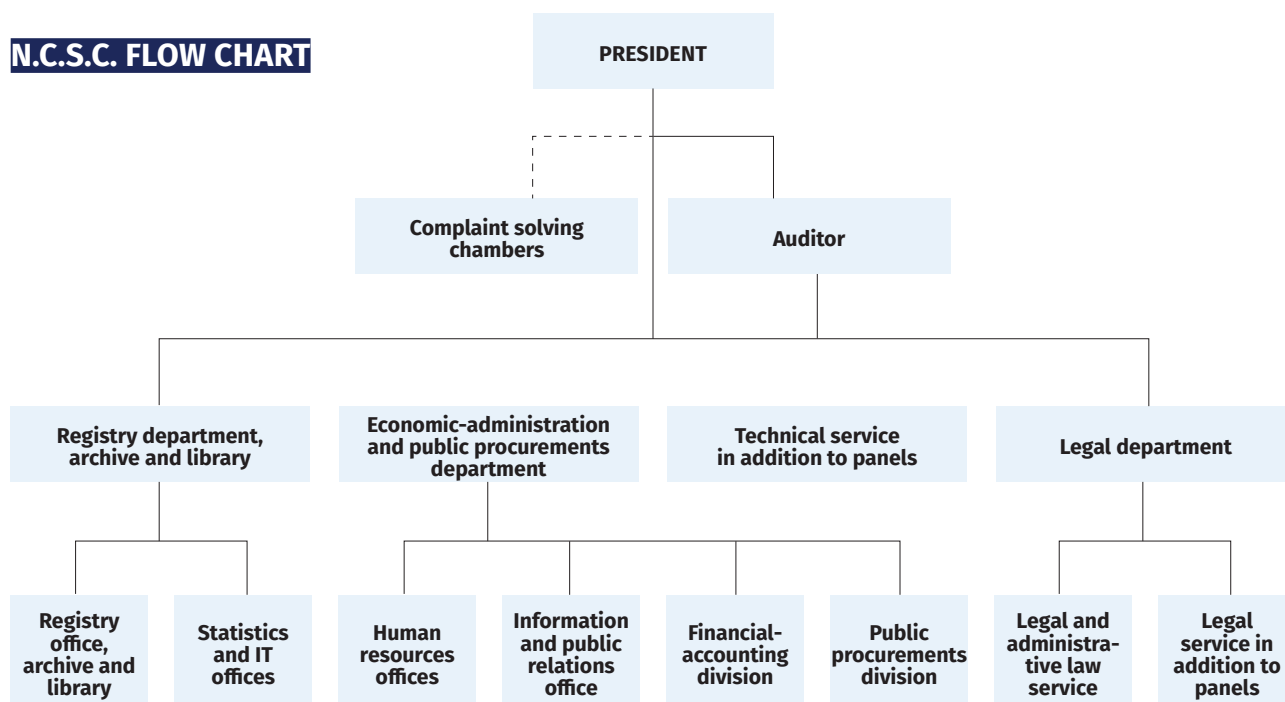 N.C.S.C. FLOW CHART
PRESIDENT
Complaint solving
chambers
Auditor
Registry department,
archive and library
Economic-administration
and public procurements
department
Technical service
in addition to panels
Legal department
Registry
office,
archive and
library
Statistics
and IT
offices
Human
resources
offices
Information
and public
relations
office
Financial-
accounting
division
Public
procurements
division
Legal and
administra-
tive law
service
Legal
service in
addition to
panels